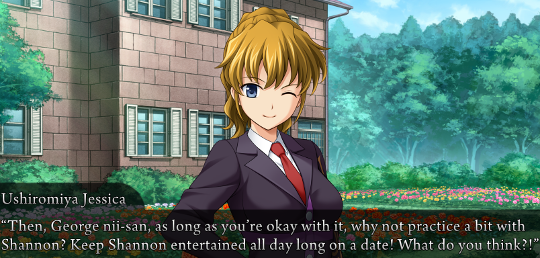 Ushiromiya Jessica
“Then, George nii-san, as long as you’re okay with it, why not practice a bit with
Shannon? Keep Shannon entertained all day long on a date! What do you think?!”